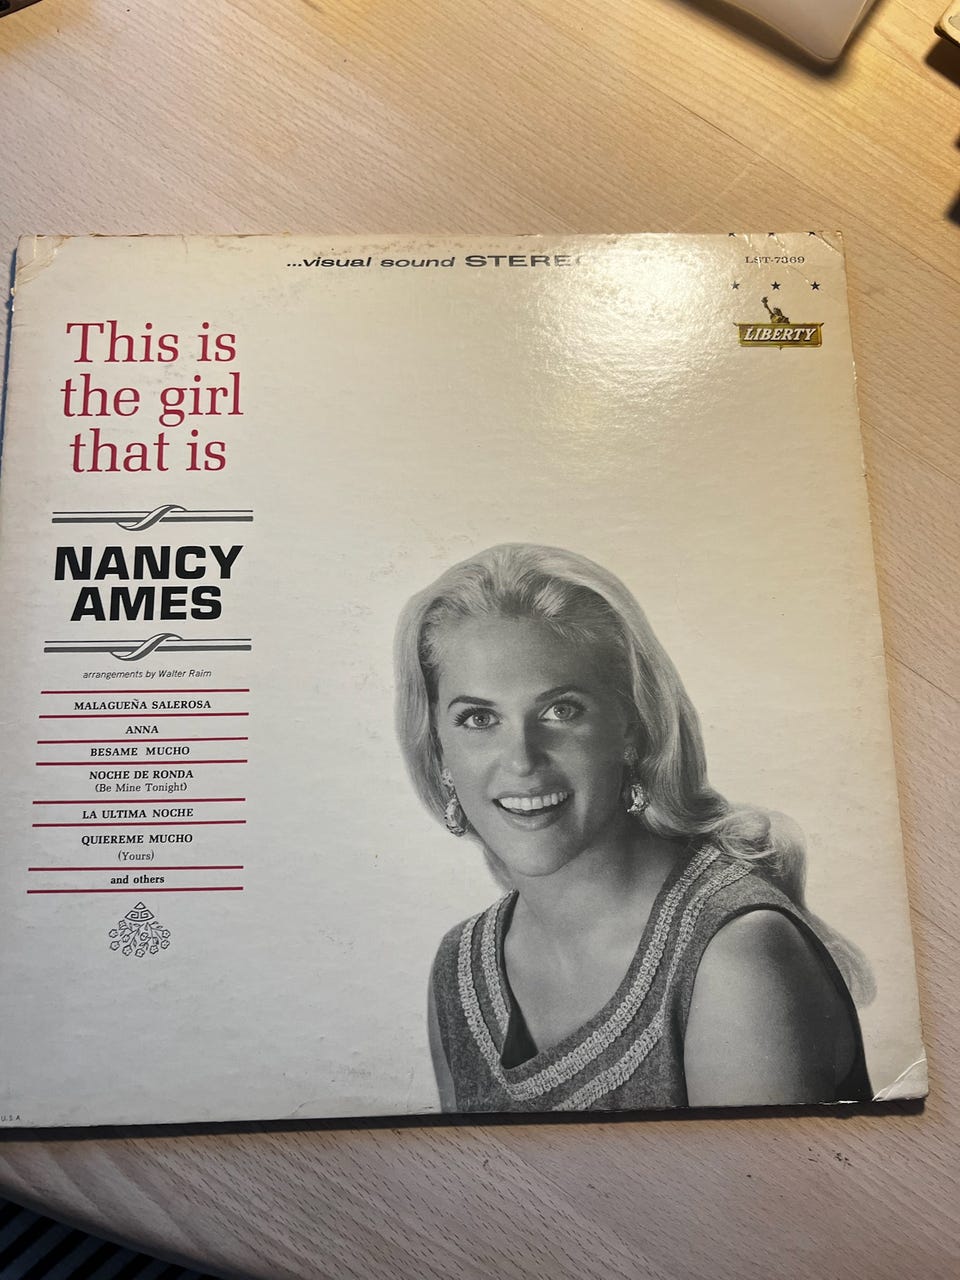 ...visual sound STEREO
LST-7369
LIBERTY
This is
the girl
that is
NANCY
AMES
arrangements by Walter Raim
MALAGUEÑA SALEROSA
ANNA
BESAME MUCHO
NOCHE DE RONDA
(Be Mine Tonight)
LA ULTIMA NOCHE
QUIEREME MUCHO
(Yours)
and others
U.S.A.